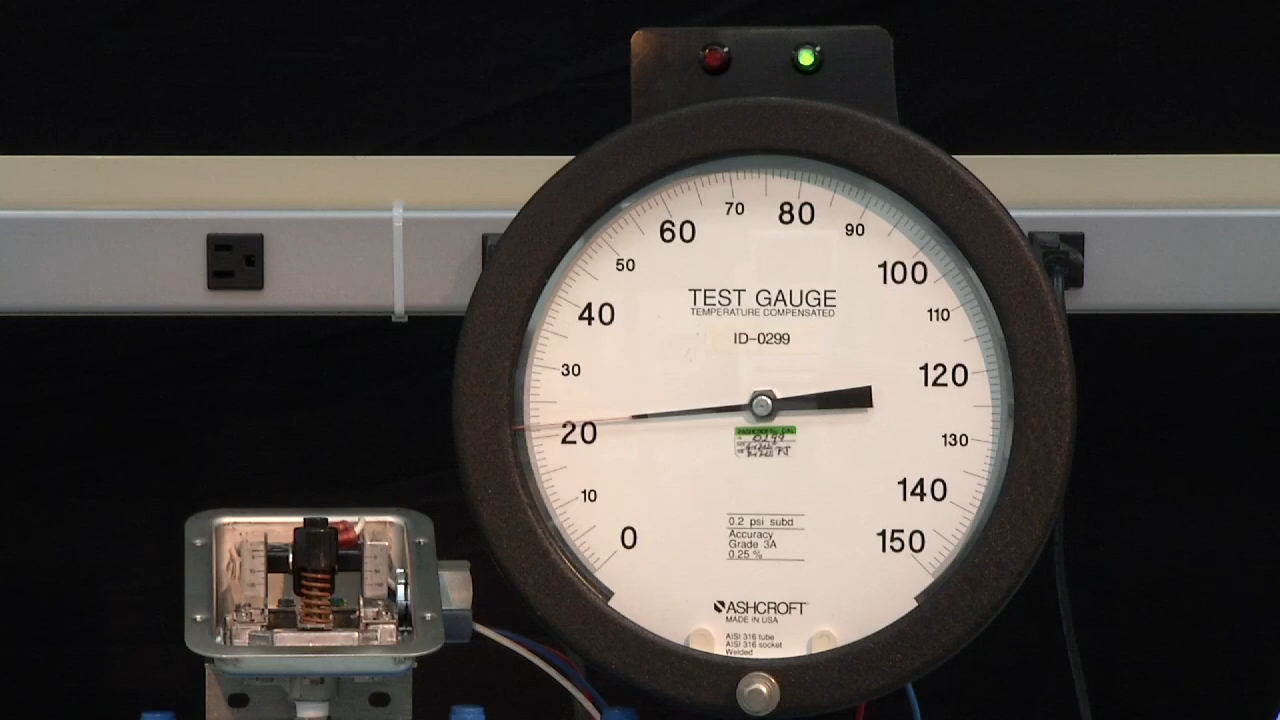 70
60
80
90
50
100
TEST GAUGE
TEMPERATURE COMPENSATED
40
110
ID-0299
30
120
20
130
10
140
0.2 psi subd
Accuracy
Grade 3A
0.25 %
0
150
ASHCROFT
MADE IN USA
AISI 316 tube
AISI 316 socket
Welded